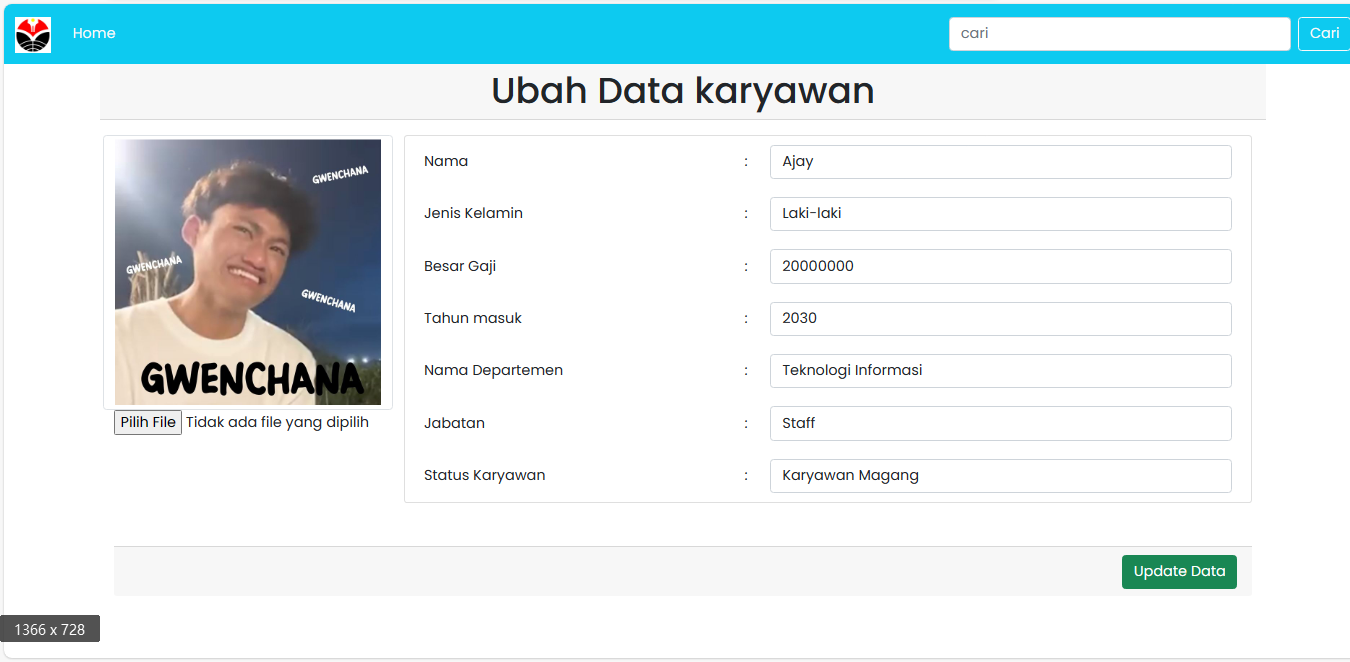 Home
cari
Cari
Ubah Data karyawan
GWENCHANA
GWENCHANA
GWENCHANA
GWENCHANA
Pilih File Tidak ada file yang dipilih
Nama : Ajay
Jenis Kelamin : Laki-laki
Besar Gaji : 20000000
Tahun masuk : 2030
Nama Departemen : Teknologi Informasi
Jabatan : Staff
Status Karyawan : Karyawan Magang
Update Data
1366 x 728